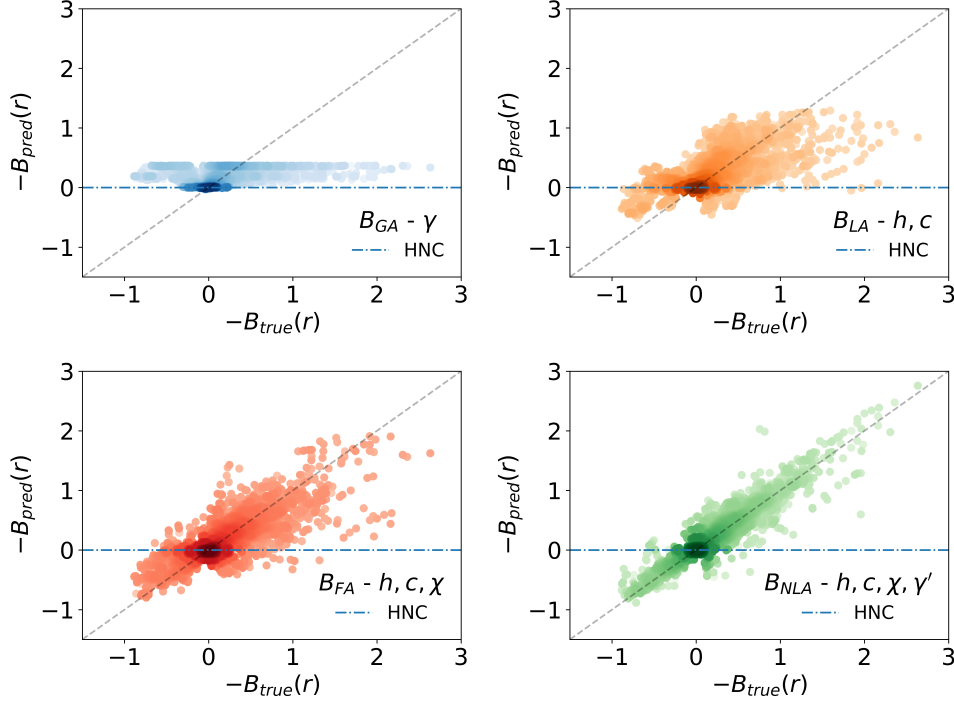 3
2
1
0
−1
−B_pred(r)
B_GA - γ
HNC
−1 0 1 2 3
−B_true(r)
3
2
1
0
−1
−B_pred(r)
B_LA - h, c
HNC
−1 0 1 2 3
−B_true(r)
3
2
1
0
−1
−B_pred(r)
B_FA - h, c, χ
HNC
−1 0 1 2 3
−B_true(r)
3
2
1
0
−1
−B_pred(r)
B_NLA - h, c, χ, γ′
HNC
−1 0 1 2 3
−B_true(r)